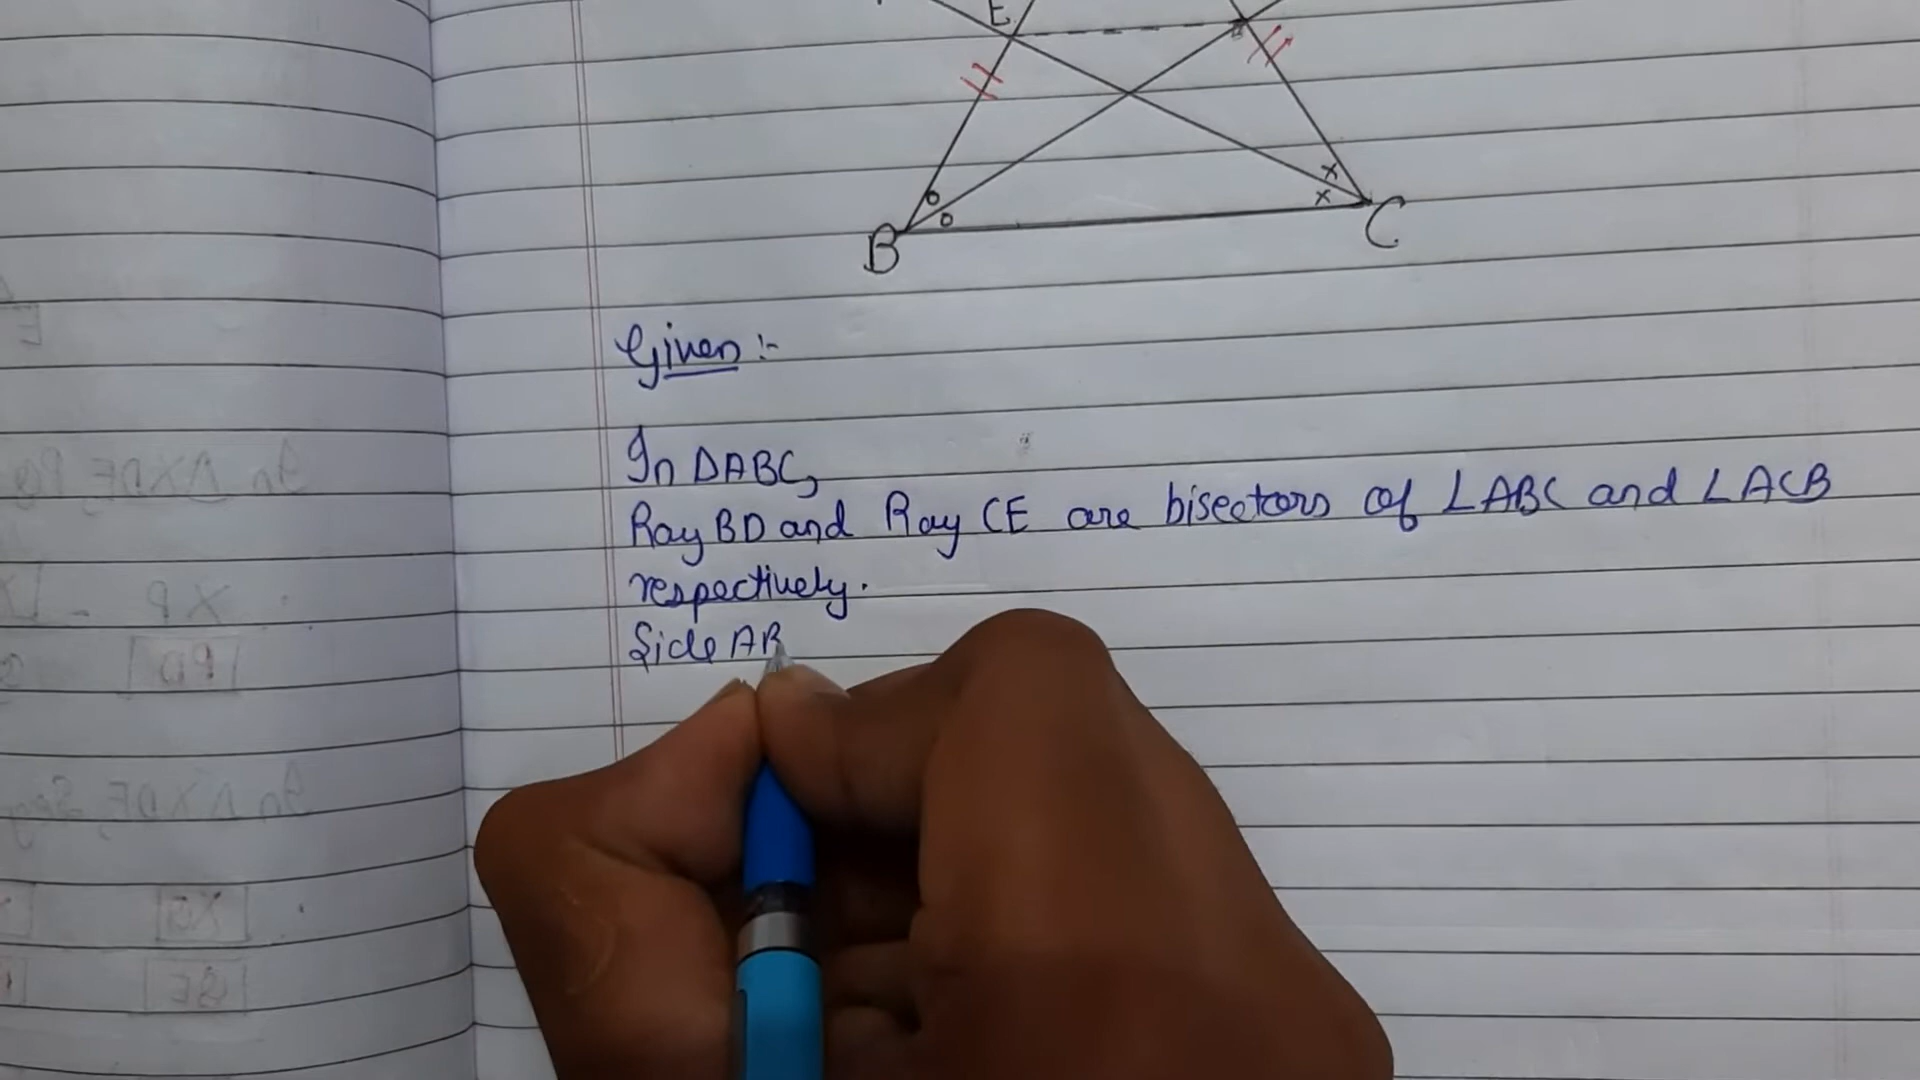 E
B
C
Given :-
In ΔABC,
Ray BD and Ray CE are bisectors of ∠ABC and ∠ACB
respectively.
Side AB